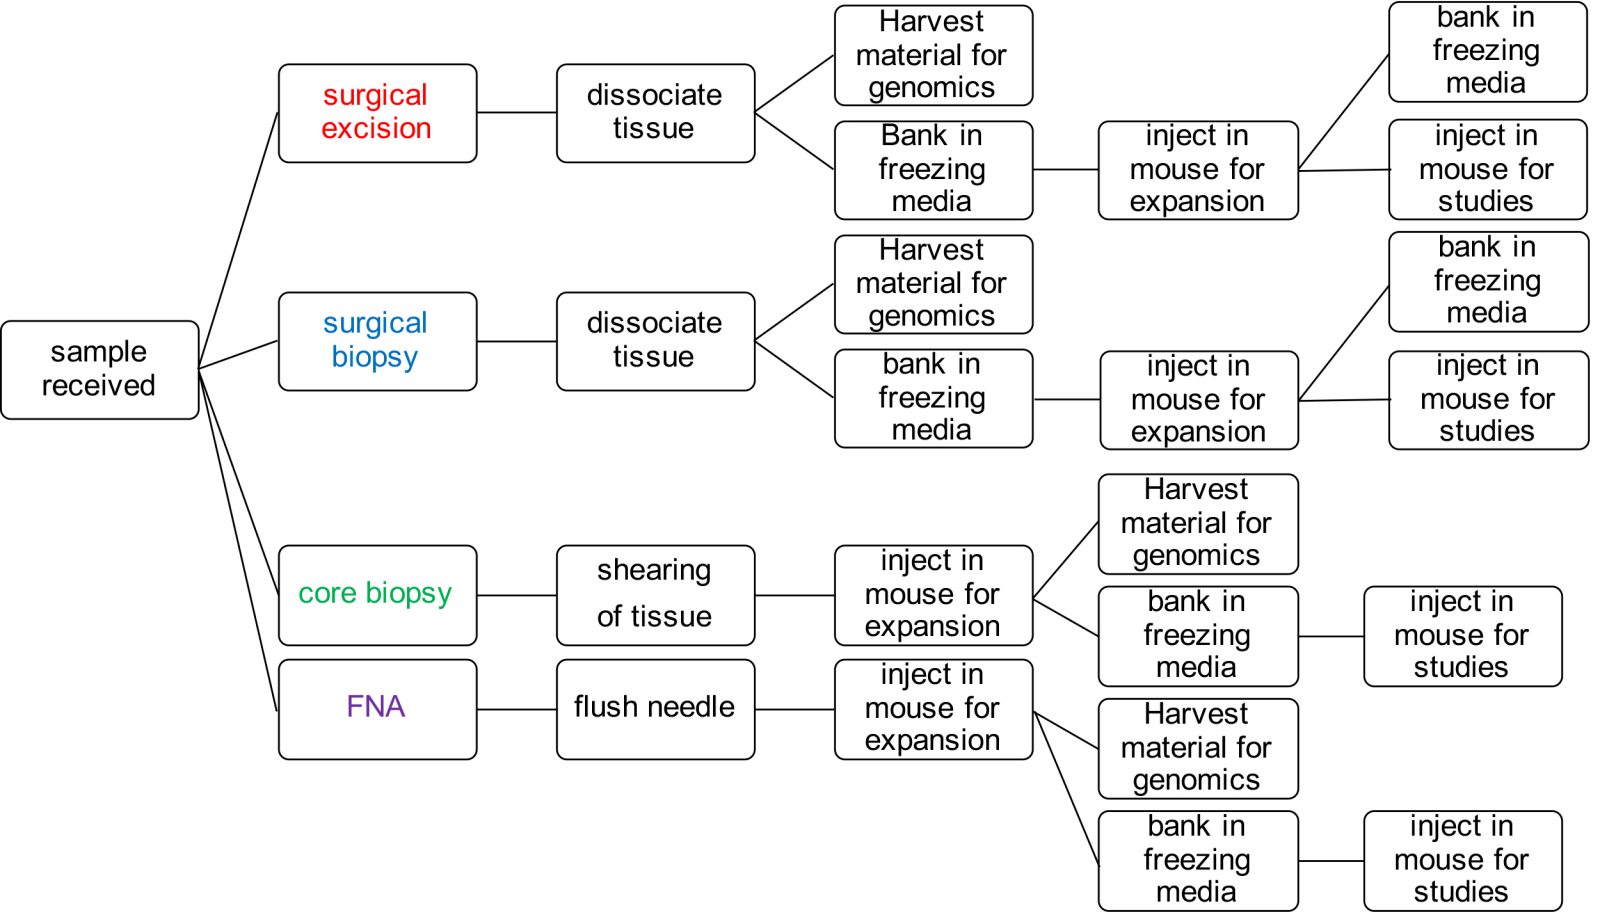 sample
received
surgical
excision
dissociate
tissue
Harvest
material for
genomics
Bank in
freezing
media
inject in
mouse for
expansion
bank in
freezing
media
inject in
mouse for
studies
surgical
biopsy
dissociate
tissue
Harvest
material for
genomics
bank in
freezing
media
inject in
mouse for
expansion
bank in
freezing
media
inject in
mouse for
studies
core biopsy
shearing
of tissue
inject in
mouse for
expansion
Harvest
material for
genomics
bank in
freezing
media
inject in
mouse for
studies
FNA
flush needle
inject in
mouse for
expansion
Harvest
material for
genomics
bank in
freezing
media
inject in
mouse for
studies